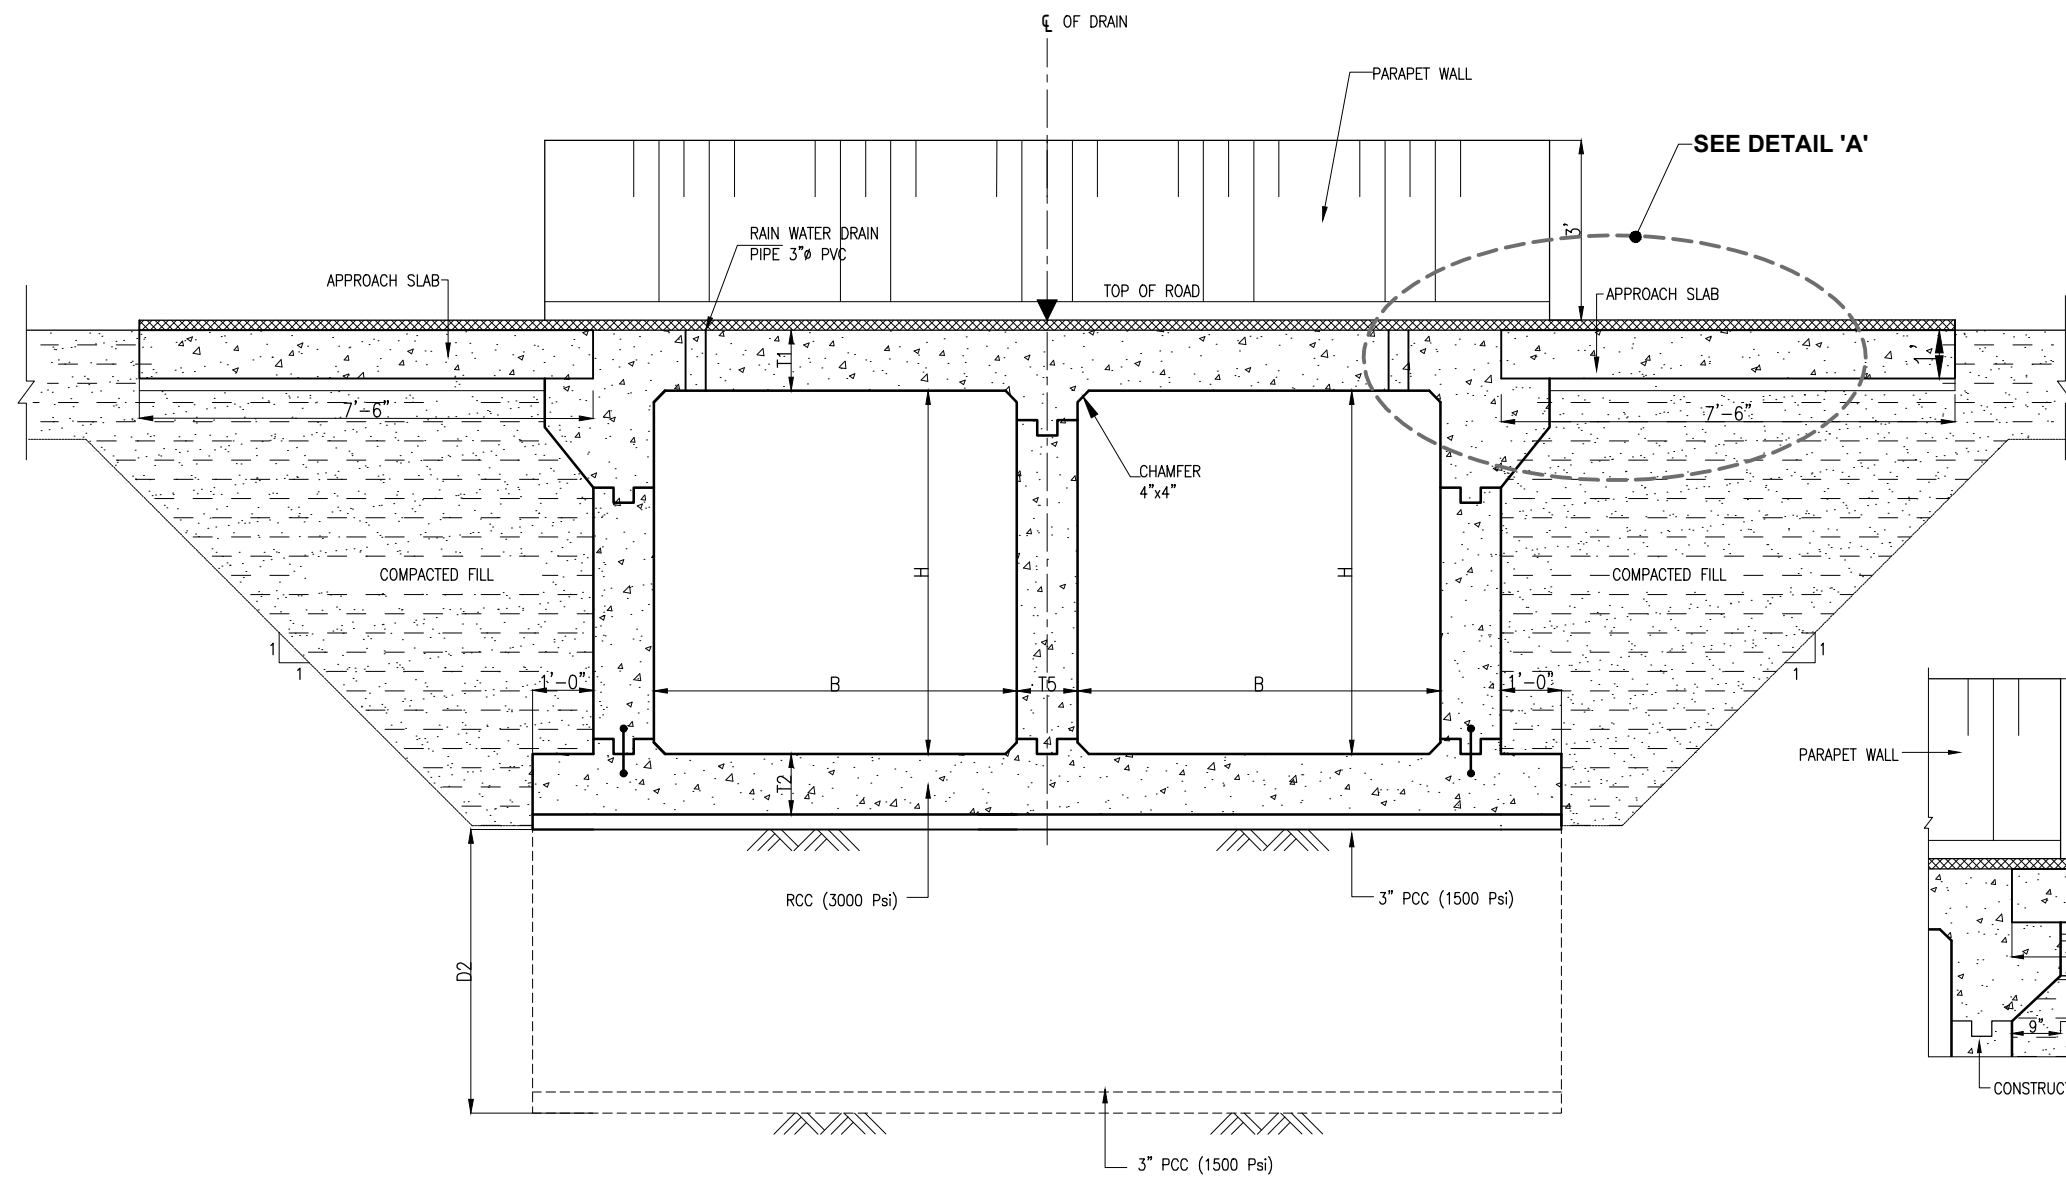 ℄ OF DRAIN
PARAPET WALL
SEE DETAIL 'A'
3'
RAIN WATER DRAIN
PIPE 3"ø PVC
APPROACH SLAB
TOP OF ROAD
APPROACH SLAB
T1
1'
7'-6"
7'-6"
CHAMFER
4"x4"
COMPACTED FILL
H
H
COMPACTED FILL
1
1
1
1
1'-0"
B
T5
B
1'-0"
T2
PARAPET WALL
RCC (3000 Psi)
3" PCC (1500 Psi)
D2
9"
CONSTRUC
3" PCC (1500 Psi)